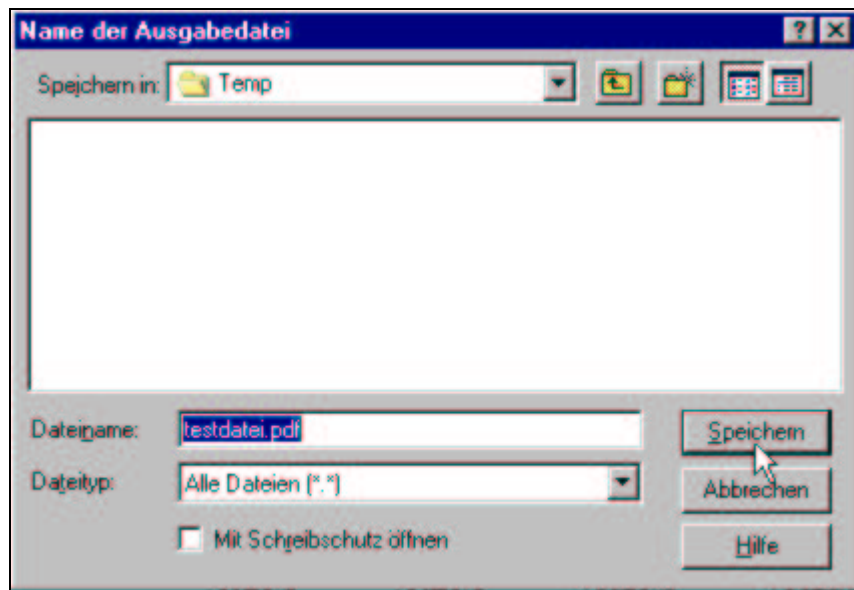 Name der Ausgabedatei
Speichern in: Temp
Dateiname: testdatei.pdf Speichern
Dateityp: Alle Dateien (*.*) Abbrechen
Mit Schreibschutz öffnen Hilfe